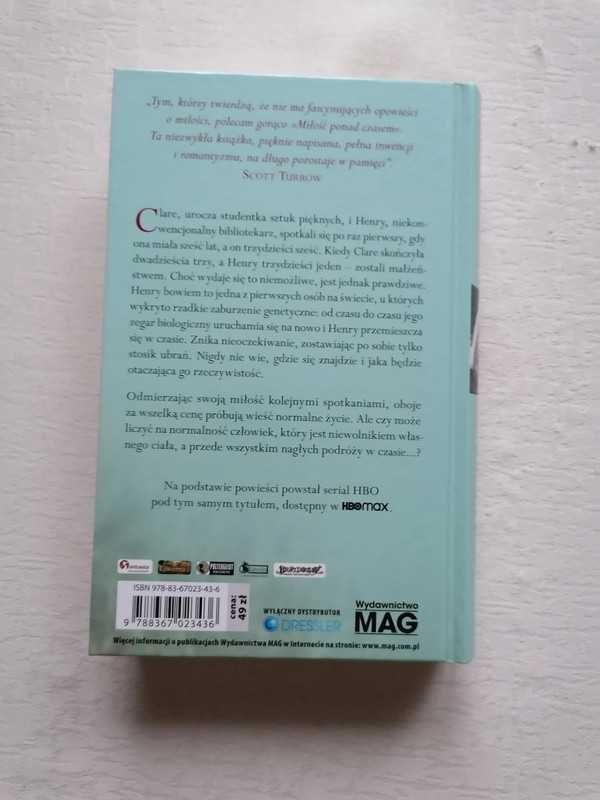 „Tym, którzy twierdzą, że nie ma fascynujących opowieści
o miłości, polecam gorąco »Miłość ponad czasem«.
Ta niezwykła książka, pięknie napisana, pełna inwencji
i romantyzmu, na długo pozostaje w pamięci”.
SCOTT TURROW
Clare, urocza studentka sztuk pięknych, i Henry, niekon-
wencjonalny bibliotekarz, spotkali się po raz pierwszy, gdy
ona miała sześć lat, a on trzydzieści sześć. Kiedy Clare skończyła
dwadzieścia trzy, a Henry trzydzieści jeden – zostali małżeń-
stwem. Choć wydaje się to niemożliwe, jest jednak prawdziwe.
Henry bowiem to jedna z pierwszych osób na świecie, u których
wykryto rzadkie zaburzenie genetyczne: od czasu do czasu jego
zegar biologiczny uruchamia się na nowo i Henry przemieszcza
się w czasie. Znika nieoczekiwanie, zostawiając po sobie tylko
stosik ubrań. Nigdy nie wie, gdzie się znajdzie i jaka będzie
otaczająca go rzeczywistość.
Odmierzając swoją miłość kolejnymi spotkaniami, oboje
za wszelką cenę próbują wieść normalne życie. Ale czy może
liczyć na normalność człowiek, który jest niewolnikiem włas-
nego ciała, a przede wszystkim nagłych podróży w czasie...?
Na podstawie powieści powstał serial HBO
pod tym samym tytułem, dostępny w HBOmax.
ISBN 978-83-67023-43-6
9 788367 023436
cena:
49 zł
WYŁĄCZNY DYSTRYBUTOR
DRESSLER
Wydawnictwo
MAG
Więcej informacji o publikacjach Wydawnictwa MAG w internecie na stronie: www.mag.com.pl